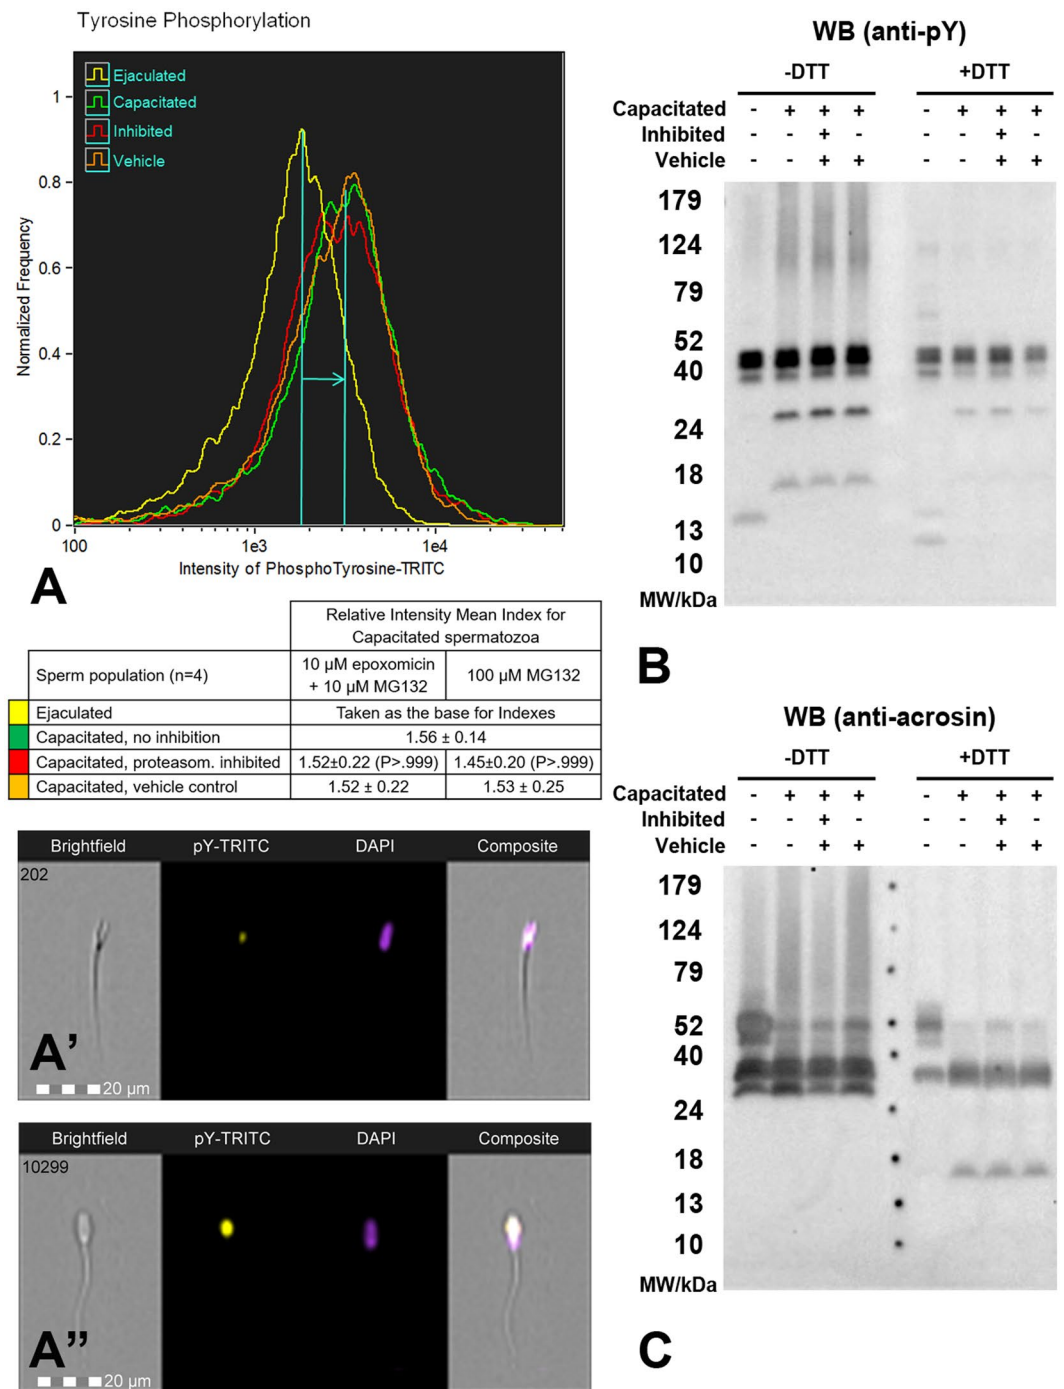 Tyrosine Phosphorylation
Ejaculated
Capacitated
Inhibited
Vehicle
Normalized Frequency
1
0.8
0.6
0.4
0.2
0
100 1e3 1e4
Intensity of PhosphoTyrosine-TRITC
A
Relative Intensity Mean Index for
Capacitated spermatozoa
Sperm population (n=4)
10 µM epoxomicin
+ 10 µM MG132
100 µM MG132
Ejaculated Taken as the base for Indexes
Capacitated, no inhibition 1.56 ± 0.14
Capacitated, proteasom. inhibited 1.52±0.22 (P>.999) 1.45±0.20 (P>.999)
Capacitated, vehicle control 1.52 ± 0.22 1.53 ± 0.25
Brightfield pY-TRITC DAPI Composite
202
A'
20 µm
Brightfield pY-TRITC DAPI Composite
10299
A"
20 µm
WB (anti-pY)
-DTT +DTT
Capacitated - + + + - + + +
Inhibited - - + - - - + -
Vehicle - - + + - - + +
179
124
79
52
40
24
18
13
10
MW/kDa
B
WB (anti-acrosin)
-DTT +DTT
Capacitated - + + + - + + +
Inhibited - - + - - - + -
Vehicle - - + + - - + +
179
124
79
52
40
24
18
13
10
MW/kDa
C